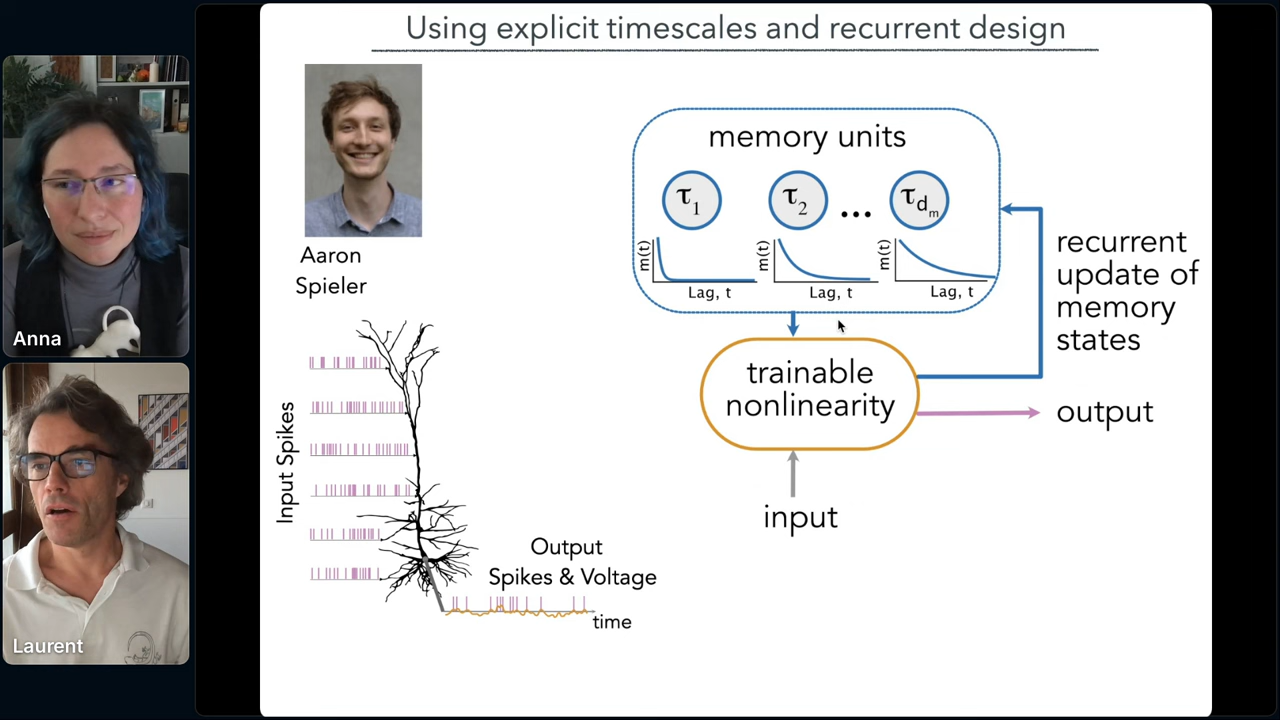 Using explicit timescales and recurrent design
Anna
Laurent
Aaron
Spieler
Input Spikes
Output
Spikes & Voltage
time
memory units
τ1
τ2
...
τdm
m(t)
Lag, t
m(t)
Lag, t
m(t)
Lag, t
recurrent
update of
memory
states
trainable
nonlinearity
output
input